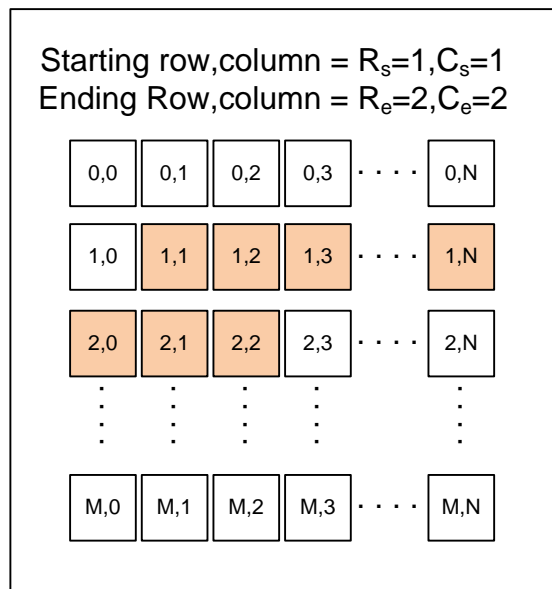 Starting row,column = Rₛ=1,Cₛ=1
Ending Row,column = Rₑ=2,Cₑ=2
0,0 0,1 0,2 0,3 . . . . 0,N
1,0 1,1 1,2 1,3 . . . . 1,N
2,0 2,1 2,2 2,3 . . . . 2,N
M,0 M,1 M,2 M,3 . . . . M,N